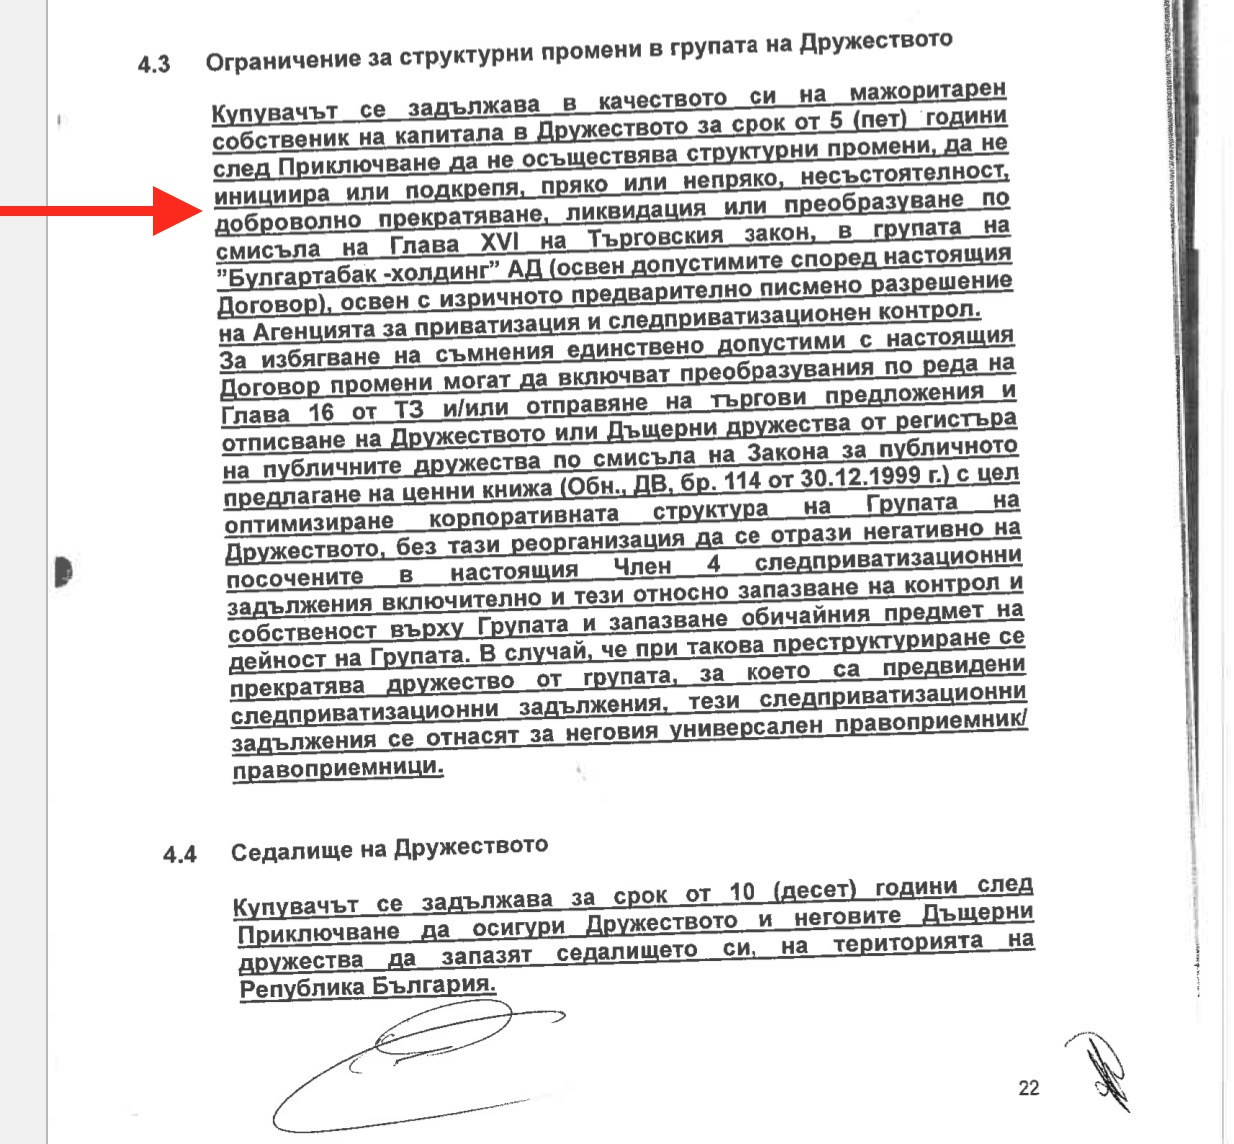 4.3 Ограничение за структурни промени в групата на Дружеството
Купувачът се задължава в качеството си на мажоритарен
собственик на капитала в Дружеството за срок от 5 (пет) години
след Приключване да не осъществява структурни промени, да не
инициира или подкрепя, пряко или непряко, несъстоятелност,
доброволно прекратяване, ликвидация или преобразуване по
смисъла на Глава XVI на Търговския закон, в групата на
"Булгартабак -холдинг" АД (освен допустимите според настоящия
Договор), освен с изричното предварително писмено разрешение
на Агенцията за приватизация и следприватизационен контрол.
За избягване на съмнения единствено допустими с настоящия
Договор промени могат да включват преобразувания по реда на
Глава 16 от ТЗ и/или отправяне на търгови предложения и
отписване на Дружеството или Дъщерни дружества от регистъра
на публичните дружества по смисъла на Закона за публичното
предлагане на ценни книжа (Обн., ДВ, бр. 114 от 30.12.1999 г.) с цел
оптимизиране корпоративната структура на Групата на
Дружеството, без тази реорганизация да се отрази негативно на
посочените в настоящия Член 4 следприватизационни
задължения включително и тези относно запазване на контрол и
собственост върху Групата и запазване обичайния предмет на
дейност на Групата. В случай, че при такова преструктуриране се
прекратява дружество от групата, за което са предвидени
следприватизационни задължения, тези следприватизационни
задължения се отнасят за неговия универсален правоприемник/
правоприемници.
4.4 Седалище на Дружеството
Купувачът се задължава за срок от 10 (десет) години след
Приключване да осигури Дружеството и неговите Дъщерни
дружества да запазят седалището си, на територията на
Република България.
22